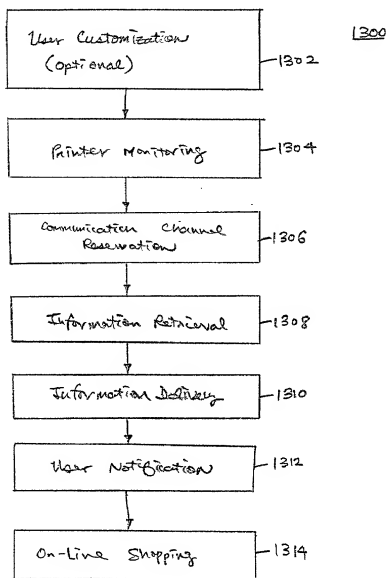 1300
User Customization
(Optional)
1302
Printer Monitoring
1304
Communication Channel
Reservation
1306
Information Retrieval
1308
Information Delivery
1310
User Notification
1312
On-Line Shopping
1314